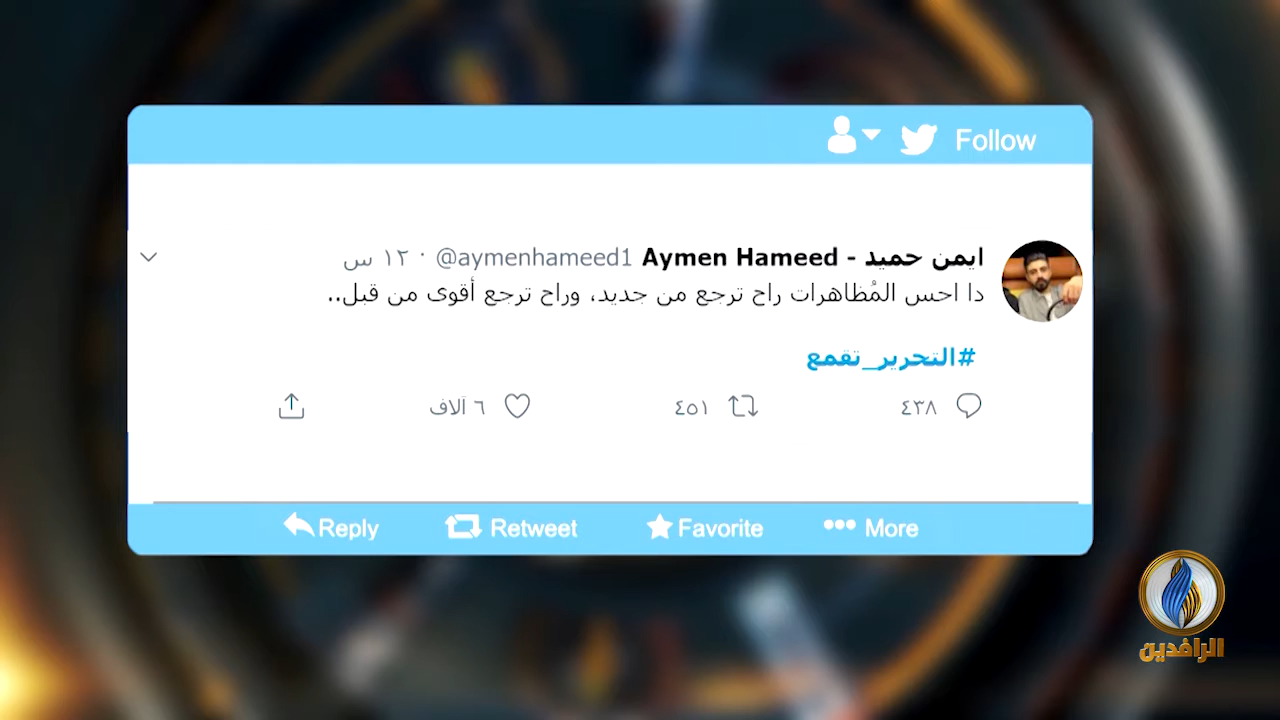 Follow
ايمن حميد - Aymen Hameed @aymenhameed1 · ١٢ س
دا احس المُظاهرات راح ترجع من جديد، وراح ترجع أقوى من قبل..
#التحرير_تقمع
٤٣٨ ٤٥١ ٦ آلاف
Reply Retweet Favorite More
الرافدين